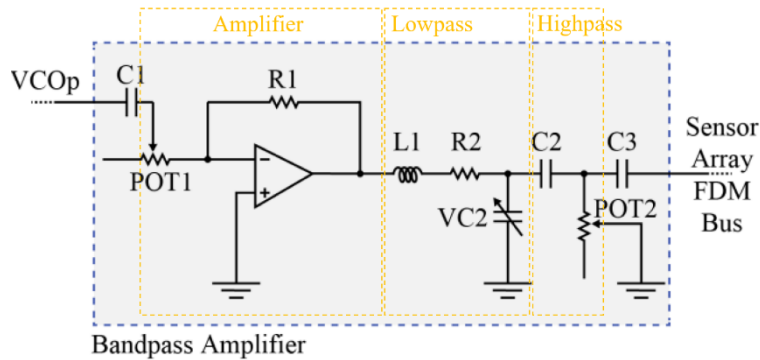 Amplifier
Lowpass
Highpass
VCOp
C1
R1
POT1
−
+
L1
R2
VC2
C2
C3
POT2
Sensor
Array
FDM
Bus
Bandpass Amplifier